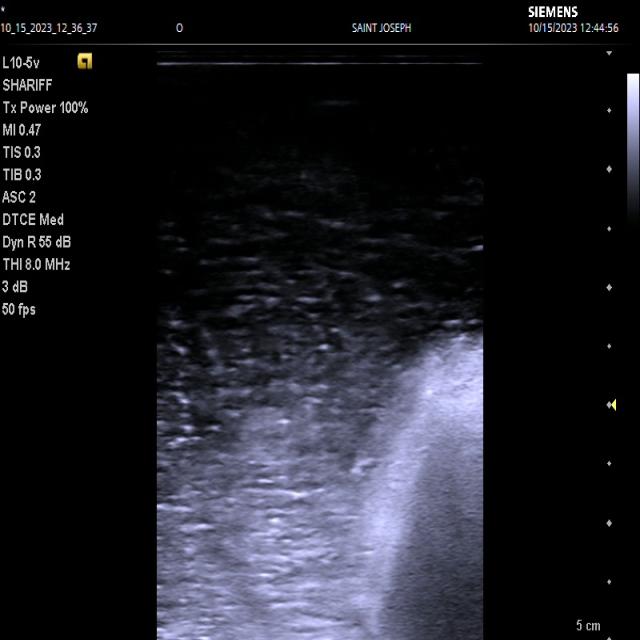 *
SIEMENS
10_15_2023_12_36_37 O SAINT JOSEPH 10/15/2023 12:44:56
L10-5v
SHARIFF
Tx Power 100%
MI 0.47
TIS 0.3
TIB 0.3
ASC 2
DTCE Med
Dyn R 55 dB
THI 8.0 MHz
3 dB
50 fps
5 cm